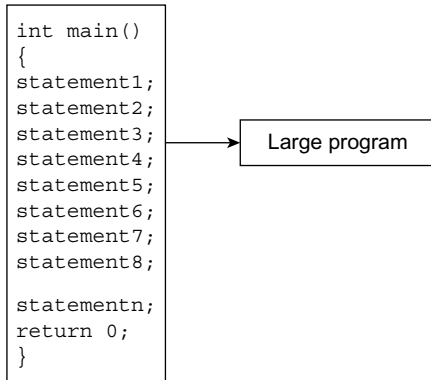 int main()
{
statement1;
statement2;
statement3;
statement4;
statement5;
statement6;
statement7;
statement8;
statementn;
return 0;
}
Large program